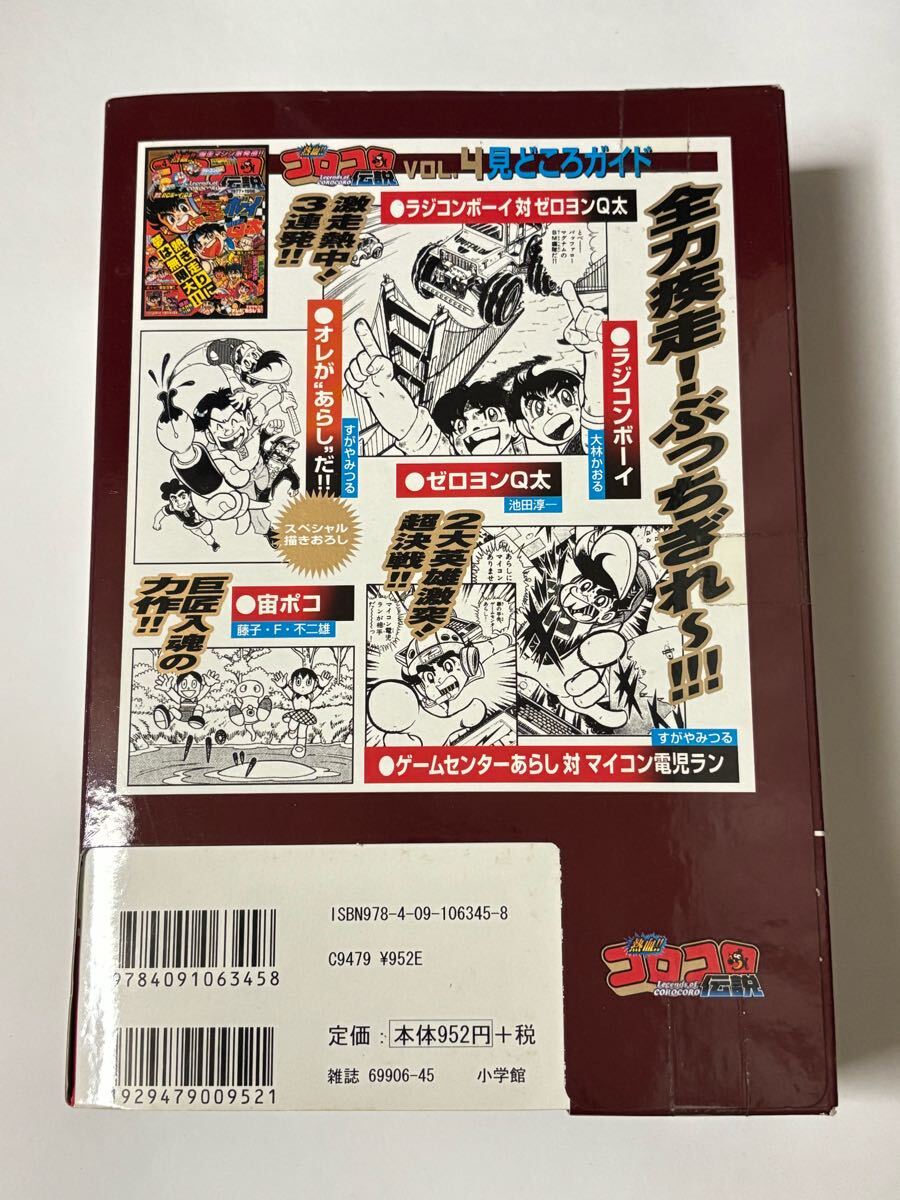 熱血!!
コロコロ
Legends of COROCORO
伝説
VOL.4見どころガイド
全力疾走!ぶっちぎれ〜!!!
激走熱中!
3連発!!
●ラジコンボーイ対ゼロヨンQ太
●ラジコンボーイ
大林かおる
●ゼロヨンQ太
池田淳一
●オレが“あらし”だ!!
すがやみつる
スペシャル
描きおろし
2大英雄激突!
超決戦!!
すがやみつる
●ゲームセンターあらし対マイコン電児ラン
巨匠入魂の
力作!!
●宙ポコ
藤子・F・不二雄
ISBN978-4-09-106345-8
C9479 ¥952E
9784091063458
定価:本体952円+税
雑誌 69906-45 小学館
1929479009521
熱血!!
コロコロ
Legends of COROCORO
伝説